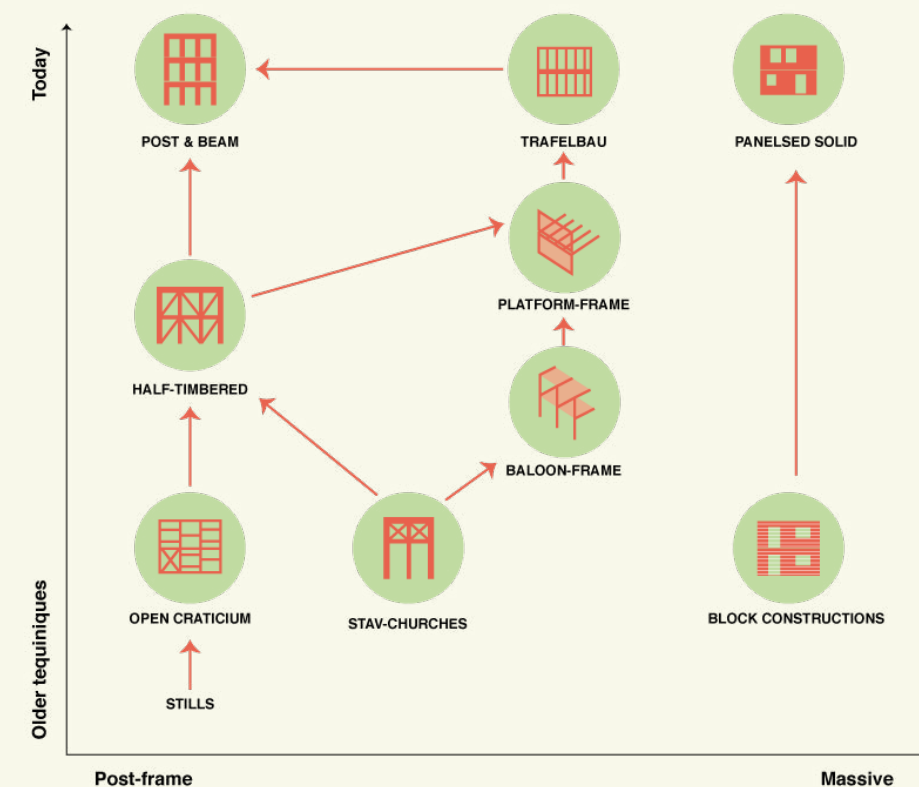 Today
POST & BEAM
TRAFELBAU
PANELSED SOLID
PLATFORM-FRAME
HALF-TIMBERED
BALOON-FRAME
OPEN CRATICIUM
STAV-CHURCHES
BLOCK CONSTRUCTIONS
STILLS
Older tequiniques
Post-frame
Massive